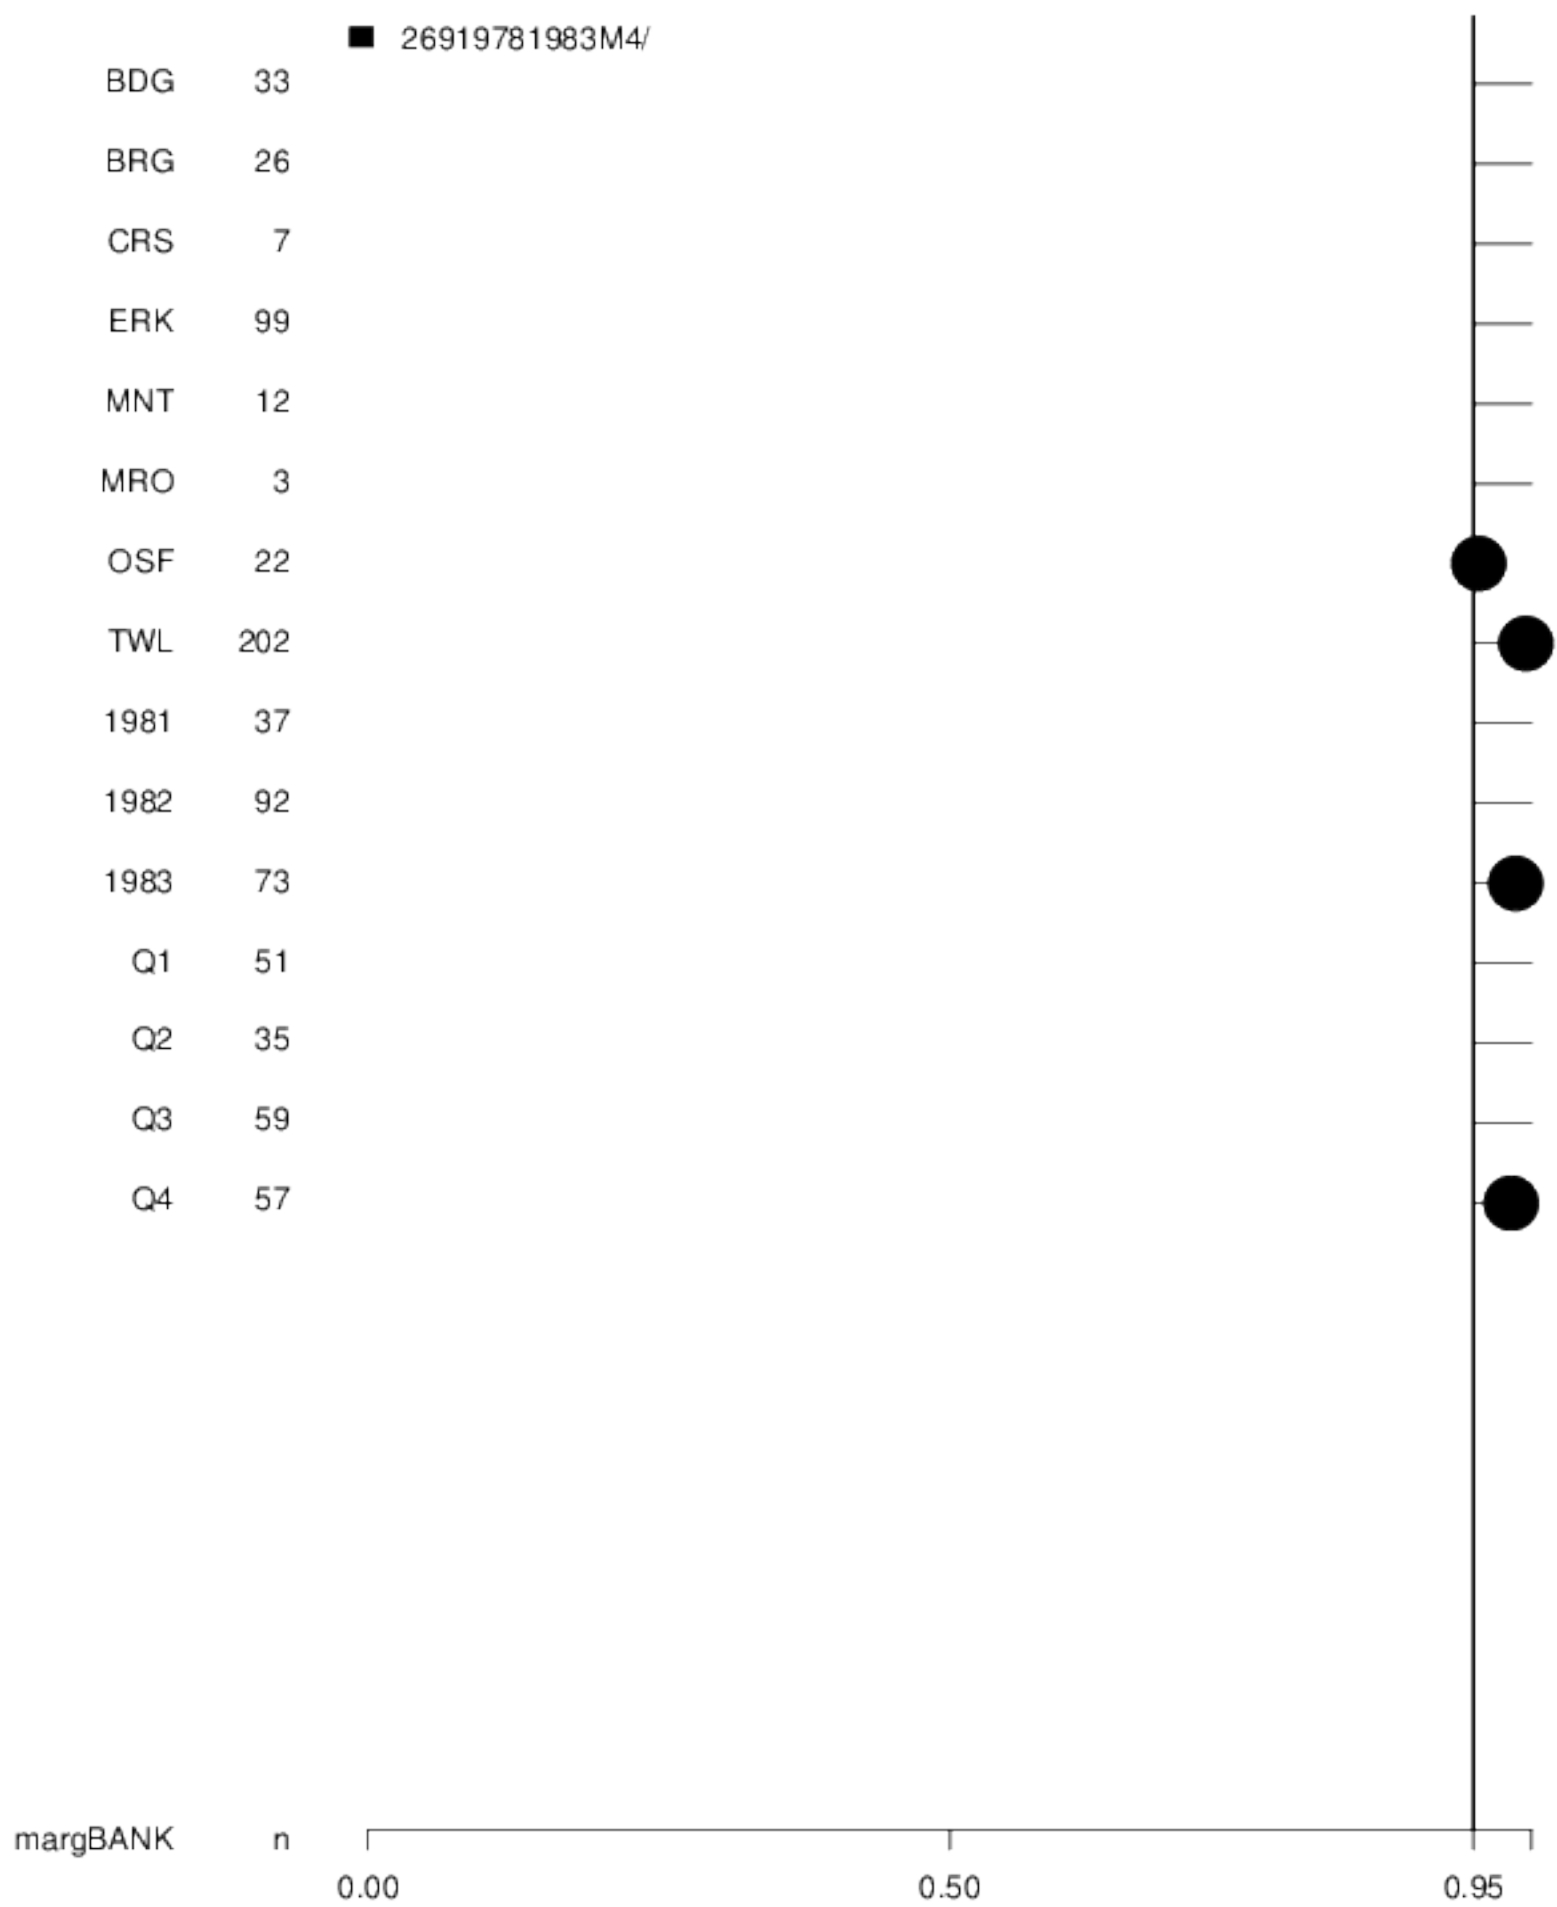 26919781983M4/
BDG 33
BRG 26
CRS 7
ERK 99
MNT 12
MRO 3
OSF 22
TWL 202
1981 37
1982 92
1983 73
Q1 51
Q2 35
Q3 59
Q4 57
margBANK n
0.00 0.50 0.95